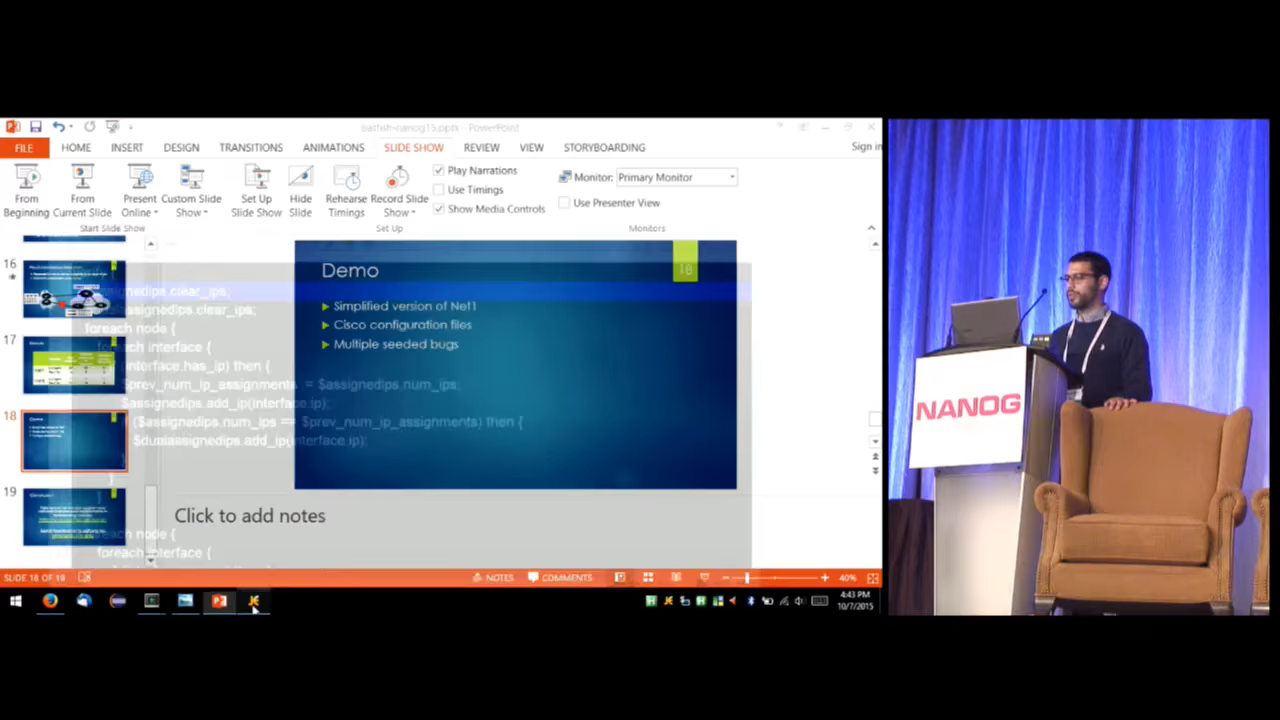 batfish-nanog15.pptx - PowerPoint
FILE HOME INSERT DESIGN TRANSITIONS ANIMATIONS SLIDE SHOW REVIEW VIEW STORYBOARDING Sign in
From Beginning
From Current Slide
Present Online
Custom Slide Show
Set Up Slide Show
Hide Slide
Rehearse Timings
Record Slide Show
Play Narrations
Use Timings
Show Media Controls
Monitor: Primary Monitor
Use Presenter View
Start Slide Show
Set Up
Monitors
16
17
18
19
Demo
18
Simplified version of Net1
Cisco configuration files
Multiple seeded bugs
.clear_ips;
assignedips.clear_ips;
foreach node {
foreach interface {
(interface.has_ip) then {
$prev_num_ip_assignments = $assignedips.num_ips;
$assignedips.add_ip(interface.ip);
($assignedips.num_ips == $prev_num_ip_assignments) then {
$dualassignedips.add_ip(interface.ip);
}
}
node {
foreach interface {
Click to add notes
SLIDE 18 OF 19
NOTES
COMMENTS
40%
4:43 PM
10/7/2015
NANOG